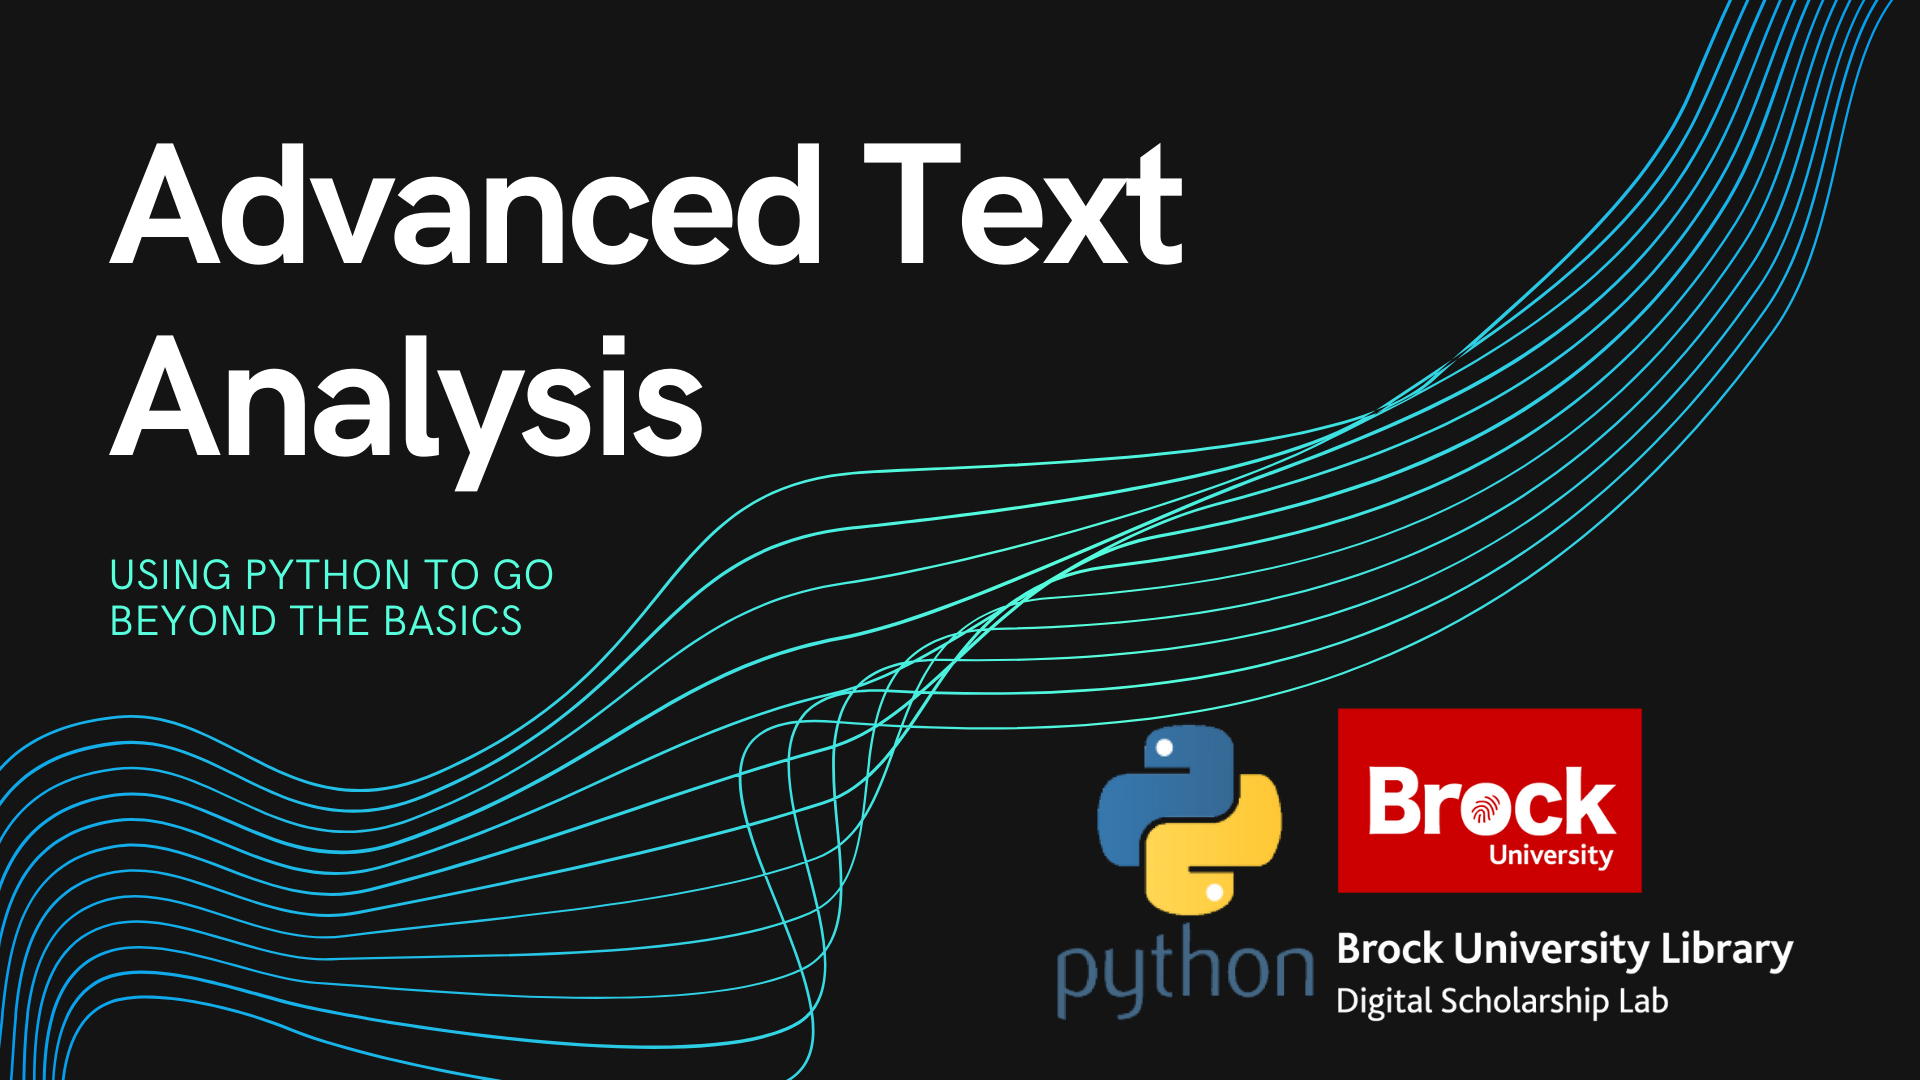 Advanced Text
Analysis
USING PYTHON TO GO
BEYOND THE BASICS
python
Brock
University
Brock University Library
Digital Scholarship Lab